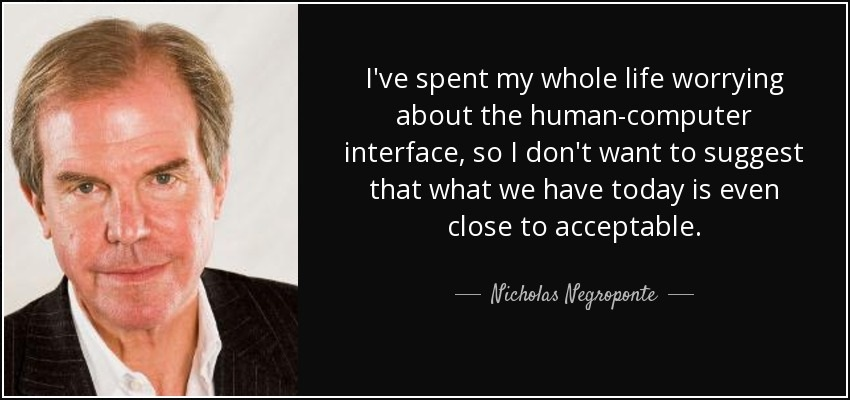 I've spent my whole life worrying
about the human-computer
interface, so I don't want to suggest
that what we have today is even
close to acceptable.
Nicholas Negroponte